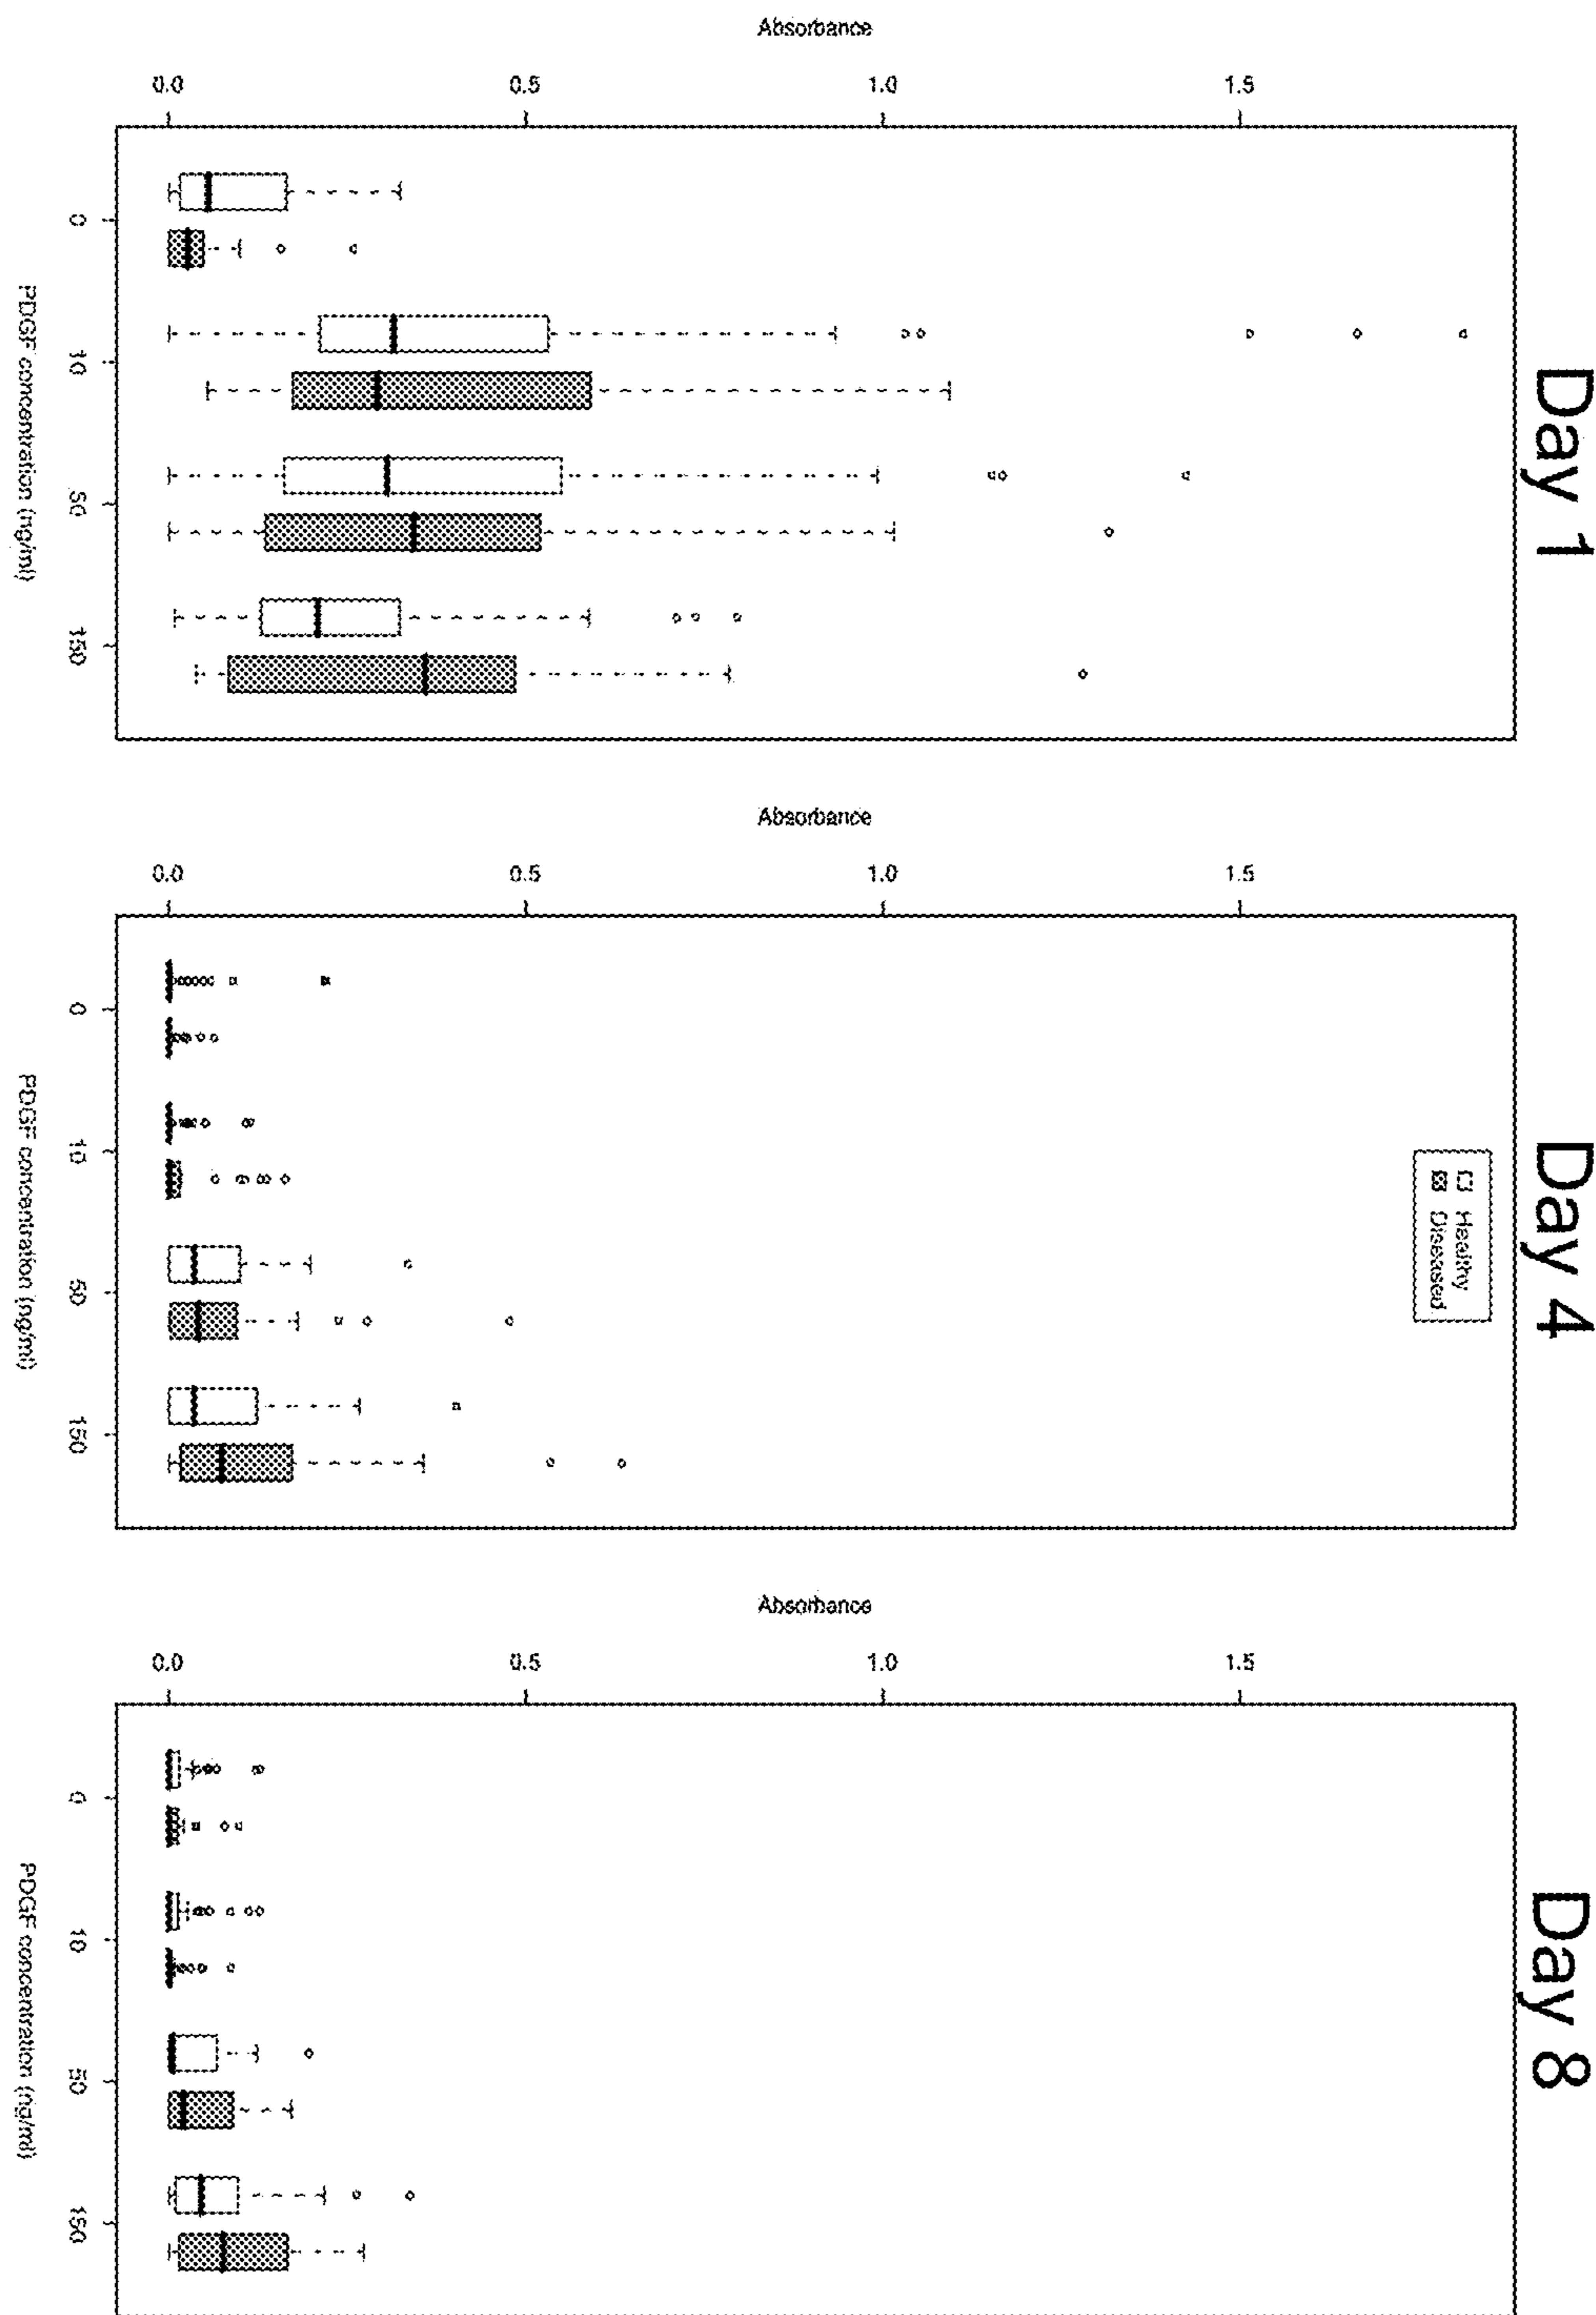 Day 1
Absorbance
0.0
0.5
1.0
1.5
0
10
50
150
PDGF concentration (ng/ml)
Day 4
Absorbance
0.0
0.5
1.0
1.5
Healthy
Diseased
0
10
50
150
PDGF concentration (ng/ml)
Day 8
Absorbance
0.0
0.5
1.0
1.5
0
10
50
150
PDGF concentration (ng/ml)